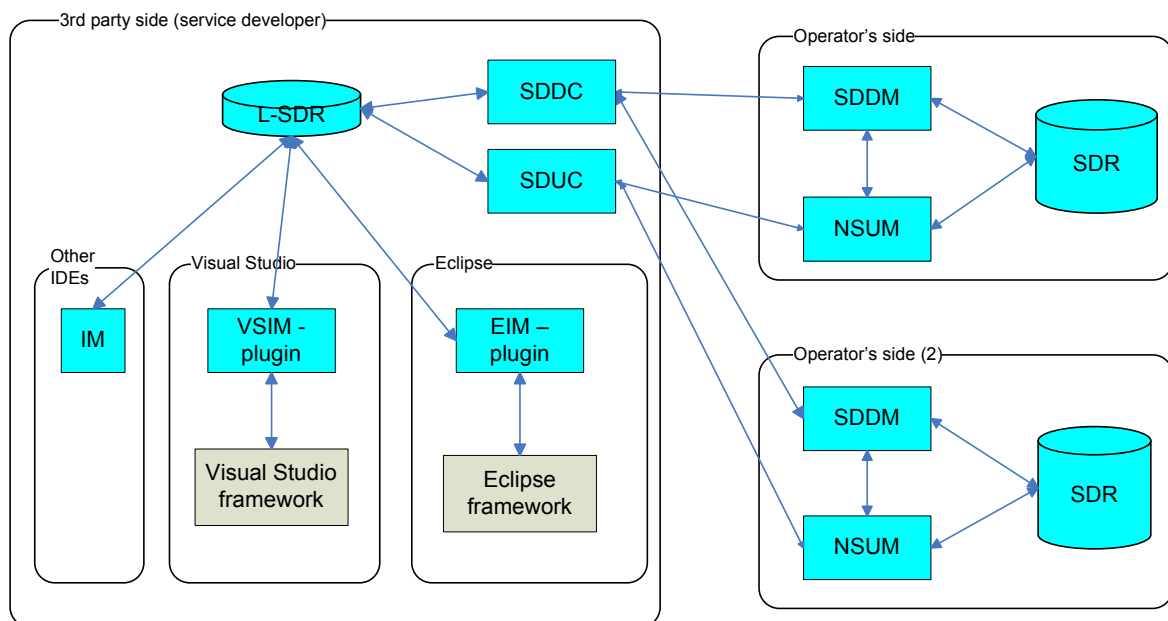 3rd party side (service developer)
L-SDR
SDDC
SDUC
Other
IDEs
IM
Visual Studio
VSIM -
plugin
Visual Studio
framework
Eclipse
EIM –
plugin
Eclipse
framework
Operator's side
SDDM
NSUM
SDR
Operator's side (2)
SDDM
NSUM
SDR